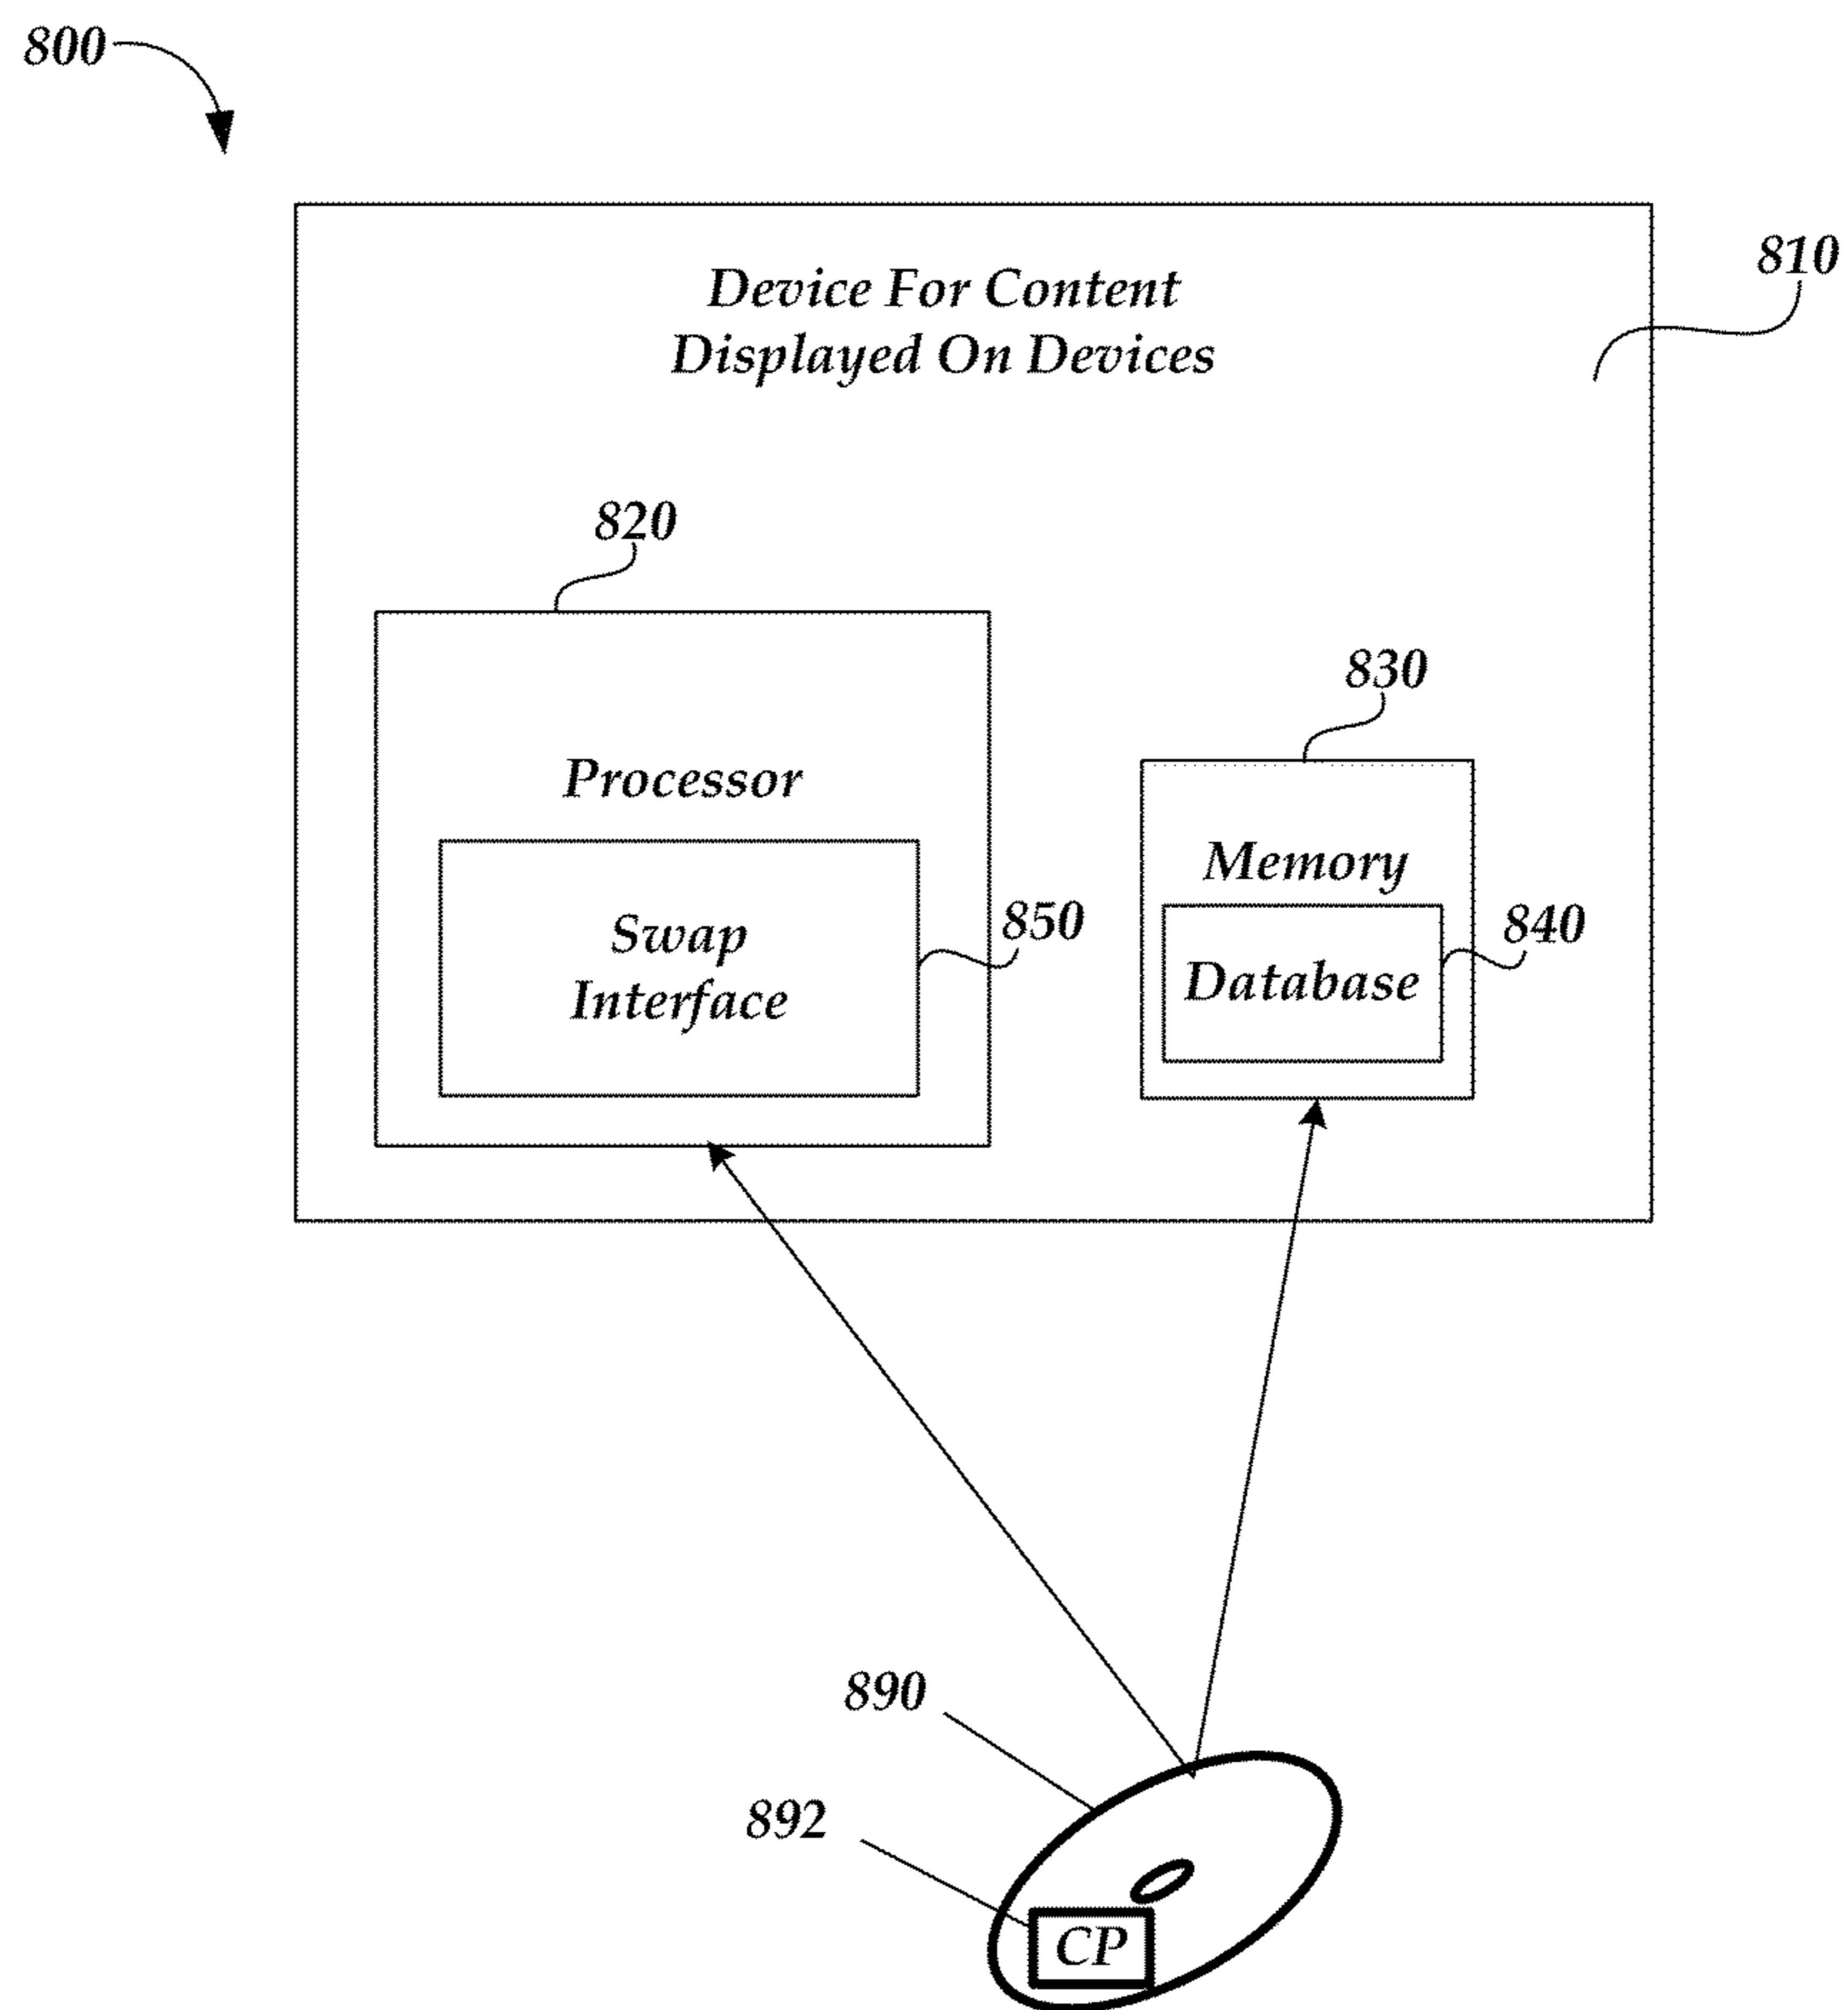 800
810
Device For Content
Displayed On Devices
820
830
Processor
Memory
850
840
Swap
Interface
Database
890
892
CP